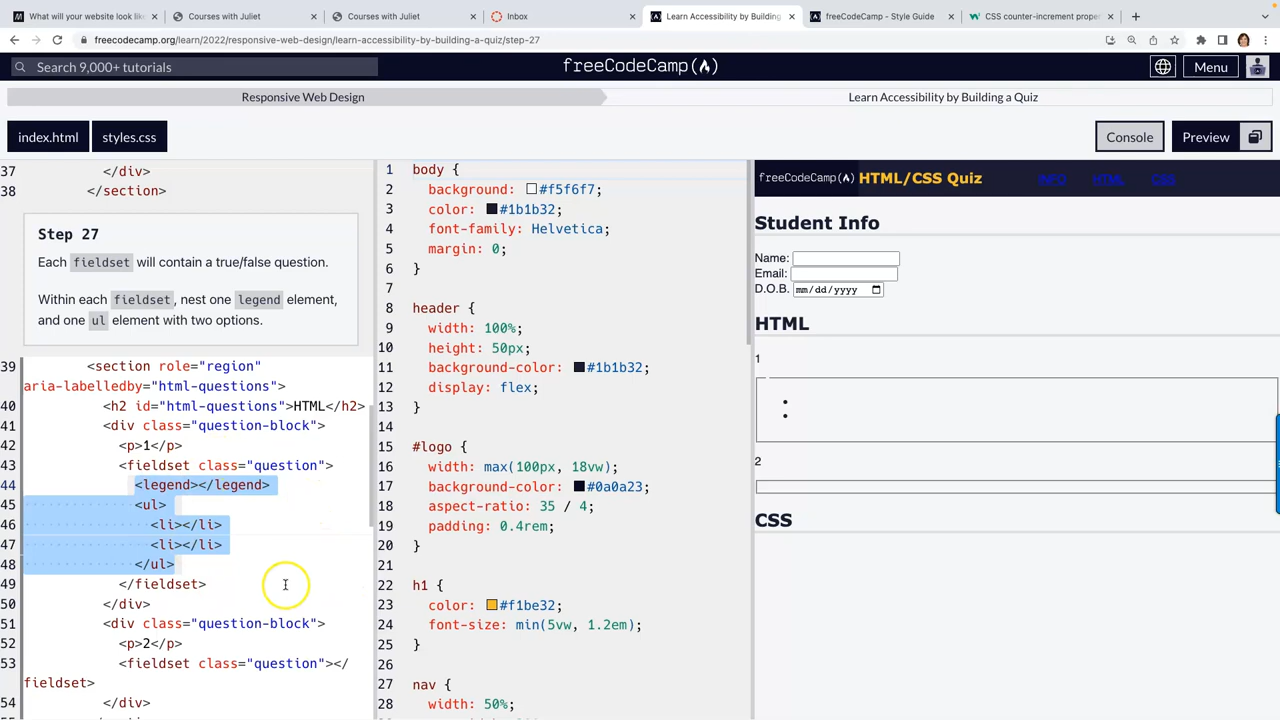 What will your website look lik
Courses with Juliet
Courses with Juliet
Inbox
Learn Accessibility by Building
freeCodeCamp - Style Guide
CSS counter-increment proper
freecodecamp.org/learn/2022/responsive-web-design/learn-accessibility-by-building-a-quiz/step-27
Search 9,000+ tutorials
freeCodeCamp
Menu
Responsive Web Design
Learn Accessibility by Building a Quiz
index.html
styles.css
Console
Preview
37 </div>
38 </section>
Step 27
Each fieldset will contain a true/false question.
Within each fieldset, nest one legend element,
and one ul element with two options.
39 <section role="region"
aria-labelledby="html-questions">
40 <h2 id="html-questions">HTML</h2>
41 <div class="question-block">
42 <p>1</p>
43 <fieldset class="question">
44 <legend></legend>
45 <ul>
46 <li></li>
47 <li></li>
48 </ul>
49 </fieldset>
50 </div>
51 <div class="question-block">
52 <p>2</p>
53 <fieldset class="question"></
fieldset>
54 </div>
1 body {
2 background: #f5f6f7;
3 color: #1b1b32;
4 font-family: Helvetica;
5 margin: 0;
6 }
7
8 header {
9 width: 100%;
10 height: 50px;
11 background-color: #1b1b32;
12 display: flex;
13 }
14
15 #logo {
16 width: max(100px, 18vw);
17 background-color: #0a0a23;
18 aspect-ratio: 35 / 4;
19 padding: 0.4rem;
20 }
21
22 h1 {
23 color: #f1be32;
24 font-size: min(5vw, 1.2em);
25 }
26
27 nav {
28 width: 50%;
freeCodeCamp
HTML/CSS Quiz
INFO
HTML
CSS
Student Info
Name:
Email:
D.O.B. mm/dd/yyyy
HTML
1
2
CSS